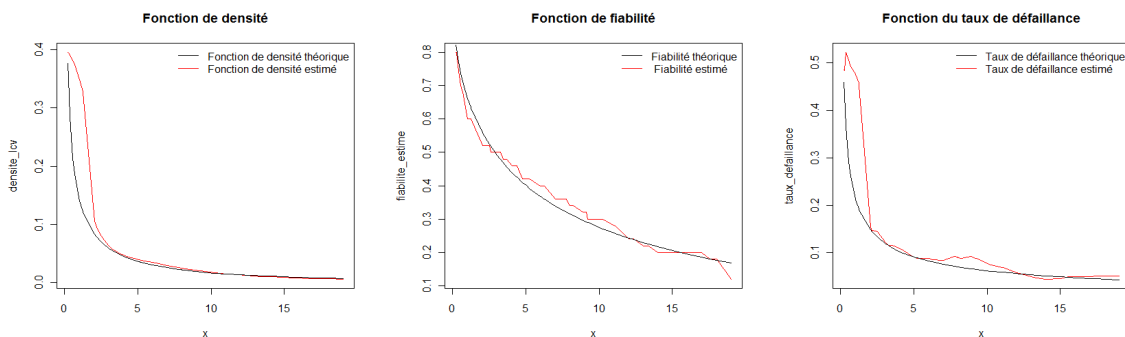 Fonction de densité
Fonction de densité théorique
Fonction de densité estimé
densite_lcv
0.0
0.1
0.2
0.3
0.4
0
5
10
15
x
Fonction de fiabilité
Fiabilité théorique
Fiabilité estimé
fiabilite_estime
0.1
0.2
0.3
0.4
0.5
0.6
0.7
0.8
0
5
10
15
x
Fonction du taux de défaillance
Taux de défaillance théorique
Taux de défaillance estimé
taux_defaillance
0.1
0.2
0.3
0.4
0.5
0
5
10
15
x